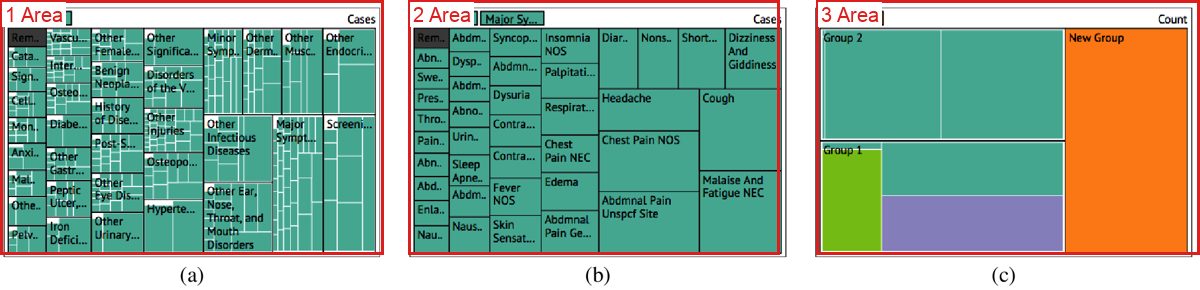 1 Area
Cases
Rem..
Cata..
Sign..
Cetl..
Mon..
Anxi..
Mal..
Othe..
Pelv..
Vascu...
Inter...
Osteo...
Diabe...
Other
Gastr...
Peptic
Ulcer,...
Iron
Defici...
Other
Female...
Benign
Neopla...
History
of Dise...
Post-S...
Other
Eye Dis...
Other
Urinary...
Other
Significa...
Disorders
of the V...
Other
Injuries
Osteopo...
Hyperte...
Minor
Symp...
Other
Derm...
Other
Musc...
Other
Endocri...
Other
Infectious
Diseases
Other Ear,
Nose,
Throat, and
Mouth
Disorders
Major
Sympt...
Screeni...
(a)
2 Area
Major Sy...
Cases
Rem..
Abn..
Swe..
Pres..
Thro..
Pain..
Abn..
Abd..
Enla..
Nau..
Abdm..
Dysp..
Abdm..
Abno..
Urin..
Sleep
Apne..
Abdm..
Naus..
Syncop...
Abdmn...
Dysuria
Contra...
Contra...
Fever
NOS
Skin
Sensat...
Insomnia
NOS
Palpitati...
Respirat...
Chest
Pain NEC
Edema
Abdmnal
Pain Ge...
Diar..
Nons..
Short...
Dizziness
And
Giddiness
Headache
Chest Pain NOS
Abdmnal Pain
Unspcf Site
Cough
Malaise And
Fatigue NEC
(b)
3 Area
Count
Group 2
Group 1
New Group
(c)